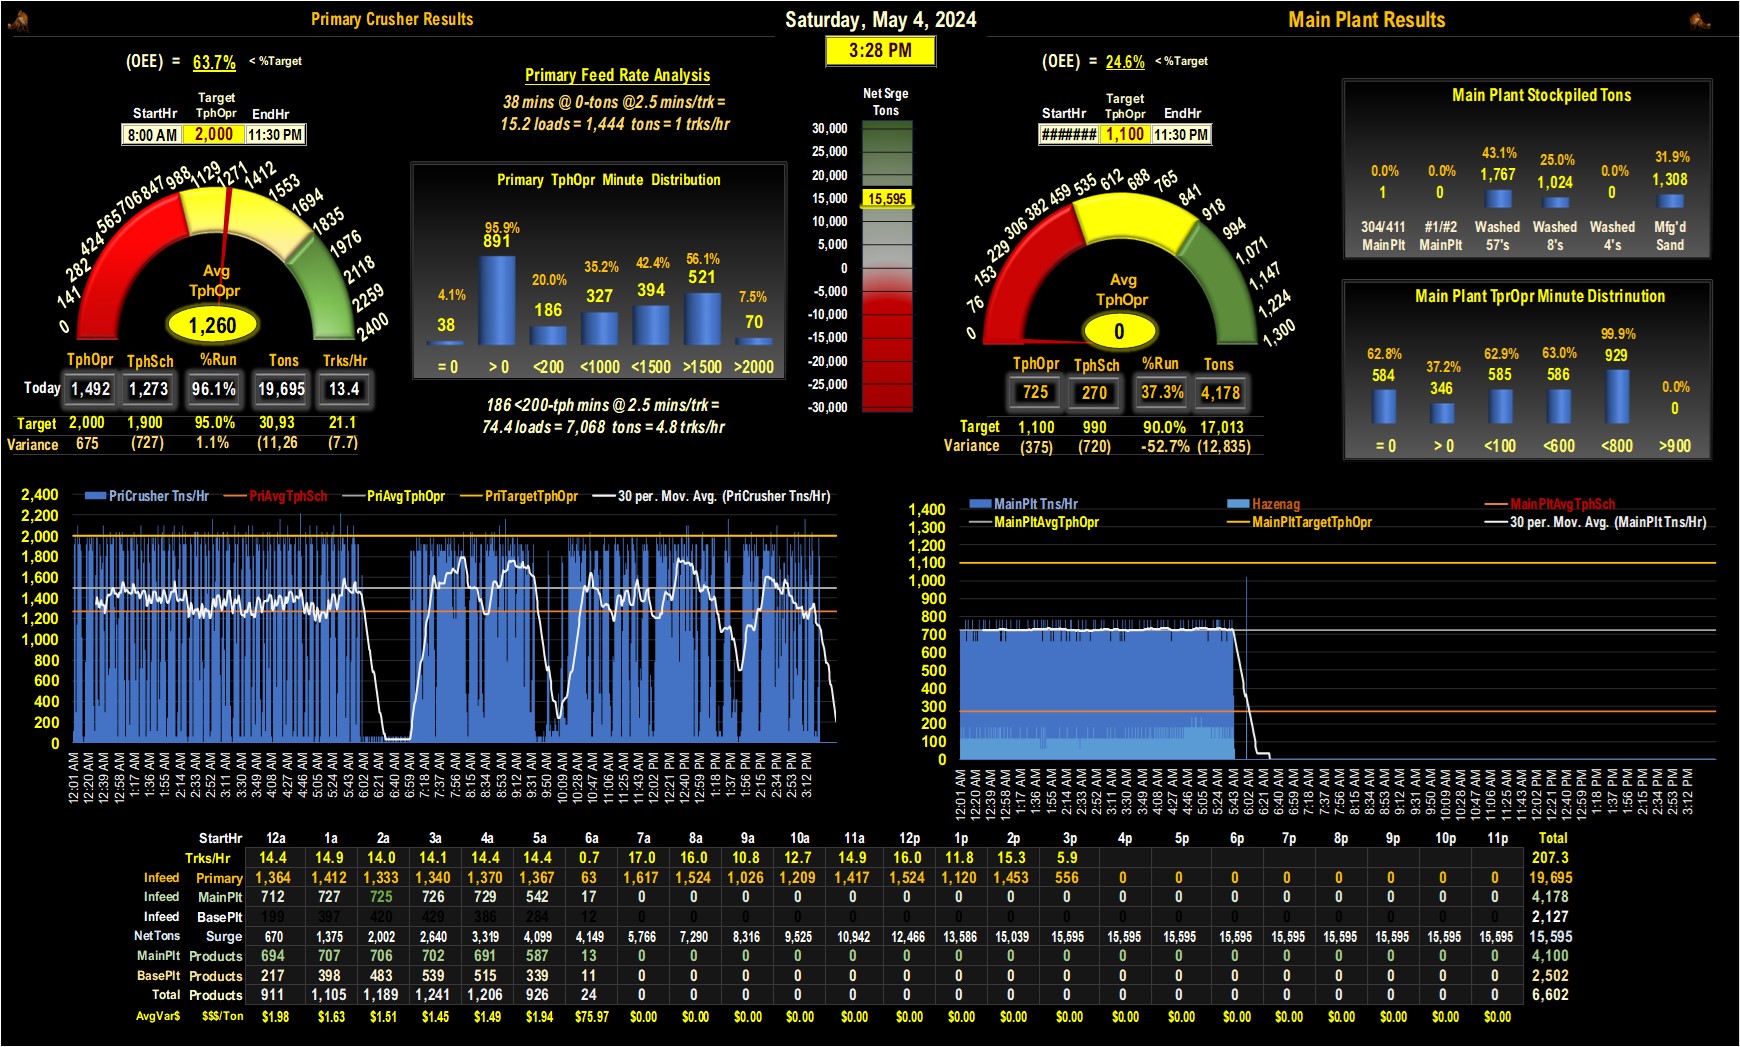 Primary Crusher Results
Saturday, May 4, 2024
Main Plant Results
3:28 PM
(OEE) = 63.7% < %Target
Target
StartHr TphOpr EndHr
8:00 AM 2,000 11:30 PM
0 141 282 424 565 706 847 988 1129 1271 1412 1553 1694 1835 1976 2118 2259 2400
Avg
TphOpr
1,260
TphOpr TphSch %Run Tons Trks/Hr
Today 1,492 1,273 96.1% 19,695 13.4
Target 2,000 1,900 95.0% 30,93 21.1
Variance 675 (727) 1.1% (11,26 (7.7)
Primary Feed Rate Analysis
38 mins @ 0-tons @2.5 mins/trk =
15.2 loads = 1,444 tons = 1 trks/hr
Primary TphOpr Minute Distribution
4.1% 95.9% 20.0% 35.2% 42.4% 56.1% 7.5%
38 891 186 327 394 521 70
= 0 > 0 <200 <1000 <1500 >1500 >2000
186 <200-tph mins @ 2.5 mins/trk =
74.4 loads = 7,068 tons = 4.8 trks/hr
Net Srge
Tons
30,000
25,000
20,000
15,000
15,595
10,000
5,000
0
-5,000
-10,000
-15,000
-20,000
-25,000
-30,000
(OEE) = 24.6% < %Target
Target
StartHr TphOpr EndHr
####### 1,100 11:30 PM
0 76 153 229 306 382 459 535 612 688 765 841 918 994 1,071 1,147 1,224 1,300
Avg
TphOpr
0
TphOpr TphSch %Run Tons
725 270 37.3% 4,178
Target 1,100 990 90.0% 17,013
Variance (375) (720) -52.7% (12,835)
Main Plant Stockpiled Tons
0.0% 0.0% 43.1% 25.0% 0.0% 31.9%
1 0 1,767 1,024 0 1,308
304/411 #1/#2 Washed Washed Washed Mfg'd
MainPlt MainPlt 57's 8's 4's Sand
Main Plant TprOpr Minute Distrinution
62.8% 37.2% 62.9% 63.0% 99.9% 0.0%
584 346 585 586 929 0
= 0 > 0 <100 <600 <800 >900
PriCrusher Tns/Hr PriAvgTphSch PriAvgTphOpr PriTargetTphOpr 30 per. Mov. Avg. (PriCrusher Tns/Hr)
2,400
2,200
2,000
1,800
1,600
1,400
1,200
1,000
800
600
400
200
0
12:01 AM 12:20 AM 12:39 AM 12:58 AM 1:17 AM 1:36 AM 1:55 AM 2:14 AM 2:33 AM 2:52 AM 3:11 AM 3:30 AM 3:49 AM 4:08 AM 4:27 AM 4:46 AM 5:05 AM 5:24 AM 5:43 AM 6:02 AM 6:21 AM 6:40 AM 6:59 AM 7:18 AM 7:37 AM 7:56 AM 8:15 AM 8:34 AM 8:53 AM 9:12 AM 9:31 AM 9:50 AM 10:09 AM 10:28 AM 10:47 AM 11:06 AM 11:25 AM 11:43 AM 12:02 PM 12:21 PM 12:40 PM 12:59 PM 1:18 PM 1:37 PM 1:56 PM 2:15 PM 2:34 PM 2:53 PM 3:12 PM
MainPlt Tns/Hr Hazenag MainPltAvgTphSch
MainPltAvgTphOpr MainPltTargetTphOpr 30 per. Mov. Avg. (MainPlt Tns/Hr)
1,400
1,300
1,200
1,100
1,000
900
800
700
600
500
400
300
200
100
0
12:01 AM 12:20 AM 12:39 AM 12:58 AM 1:17 AM 1:36 AM 1:55 AM 2:14 AM 2:33 AM 2:52 AM 3:11 AM 3:30 AM 3:49 AM 4:08 AM 4:27 AM 4:46 AM 5:05 AM 5:24 AM 5:43 AM 6:02 AM 6:21 AM 6:40 AM 6:59 AM 7:18 AM 7:37 AM 7:56 AM 8:15 AM 8:34 AM 8:53 AM 9:12 AM 9:31 AM 9:50 AM 10:09 AM 10:28 AM 10:47 AM 11:06 AM 11:25 AM 11:43 AM 12:02 PM 12:21 PM 12:40 PM 12:59 PM 1:18 PM 1:37 PM 1:56 PM 2:15 PM 2:34 PM 2:53 PM 3:12 PM
StartHr 12a 1a 2a 3a 4a 5a 6a 7a 8a 9a 10a 11a 12p 1p 2p 3p 4p 5p 6p 7p 8p 9p 10p 11p Total
Trks/Hr 14.4 14.9 14.0 14.1 14.4 14.4 0.7 17.0 16.0 10.8 12.7 14.9 16.0 11.8 15.3 5.9 207.3
Infeed Primary 1,364 1,412 1,333 1,340 1,370 1,367 63 1,617 1,524 1,026 1,209 1,417 1,524 1,120 1,453 556 0 0 0 0 0 0 0 0 19,695
Infeed MainPlt 712 727 725 726 729 542 17 0 0 0 0 0 0 0 0 0 0 0 0 0 0 0 0 0 4,178
Infeed BasePlt 199 397 420 429 386 284 12 0 0 0 0 0 0 0 0 0 0 0 0 0 0 0 0 0 2,127
NetTons Surge 670 1,375 2,002 2,640 3,319 4,099 4,149 5,766 7,290 8,316 9,525 10,942 12,466 13,586 15,039 15,595 15,595 15,595 15,595 15,595 15,595 15,595 15,595 15,595 15,595
MainPlt Products 694 707 706 702 691 587 13 0 0 0 0 0 0 0 0 0 0 0 0 0 0 0 0 0 4,100
BasePlt Products 217 398 483 539 515 339 11 0 0 0 0 0 0 0 0 0 0 0 0 0 0 0 0 0 2,502
Total Products 911 1,105 1,189 1,241 1,206 926 24 0 0 0 0 0 0 0 0 0 0 0 0 0 0 0 0 0 6,602
AvgVar$ $$$/Ton $1.98 $1.63 $1.51 $1.45 $1.49 $1.94 $75.97 $0.00 $0.00 $0.00 $0.00 $0.00 $0.00 $0.00 $0.00 $0.00 $0.00 $0.00 $0.00 $0.00 $0.00 $0.00 $0.00 $0.00